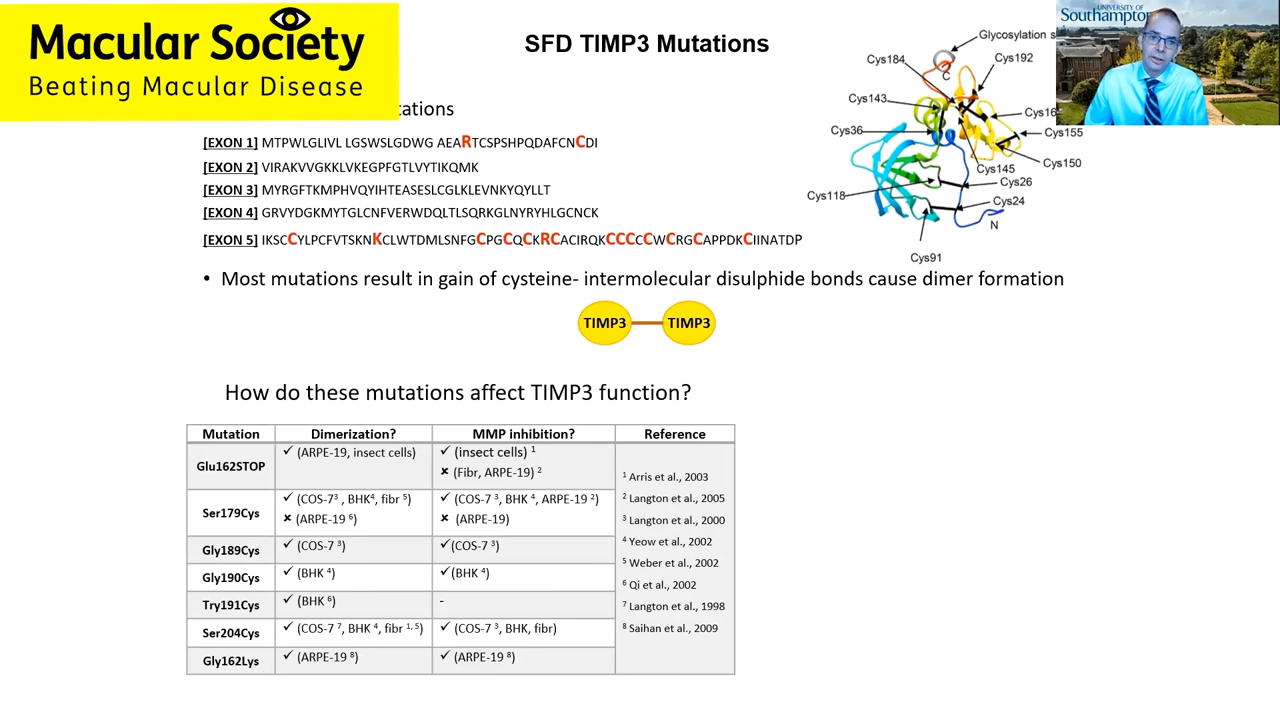 Macular Society
Beating Macular Disease
SFD TIMP3 Mutations
UNIVERSITY OF
Southampton
tations
[EXON 1] MTPWLGLIVL LGSWSLGDWG AEARTCSPSHPQDAFCNCDI
[EXON 2] VIRAKVVGKKLVKEGPFGTLVYTIKQMK
[EXON 3] MYRGFTKMPHVQYIHTEASESLCGLKLEVNKYQYLLT
[EXON 4] GRVYDGKMYTGLCNFVERWDQLTLSQRKGLNYRYHLGCNCK
[EXON 5] IKSCCYLPCFVTSKNKCLWTDMLSNFGCPGCQCKRCACIRQKCCCCCWCRGCAPPDKCIINATDP
Glycosylation s
Cys184
Cys192
Cys143
Cys16
Cys36
Cys155
Cys150
Cys145
Cys26
Cys118
Cys24
C
N
Cys91
• Most mutations result in gain of cysteine- intermolecular disulphide bonds cause dimer formation
TIMP3 TIMP3
How do these mutations affect TIMP3 function?
Mutation Dimerization? MMP inhibition? Reference
Glu162STOP ✓ (ARPE-19, insect cells) ✓ (insect cells) 1
✗ (Fibr, ARPE-19) 2
Ser179Cys ✓ (COS-7 3 , BHK 4, fibr 5) ✓ (COS-7 3, BHK 4, ARPE-19 2)
✗ (ARPE-19 6) ✗ (ARPE-19)
Gly189Cys ✓ (COS-7 3) ✓(COS-7 3)
Gly190Cys ✓ (BHK 4) ✓(BHK 4)
Try191Cys ✓ (BHK 6) -
Ser204Cys ✓ (COS-7 7, BHK 4, fibr 1, 5) ✓ (COS-7 3, BHK, fibr)
Gly162Lys ✓ (ARPE-19 8) ✓ (ARPE-19 8)
1 Arris et al., 2003
2 Langton et al., 2005
3 Langton et al., 2000
4 Yeow et al., 2002
5 Weber et al., 2002
6 Qi et al., 2002
7 Langton et al., 1998
8 Saihan et al., 2009